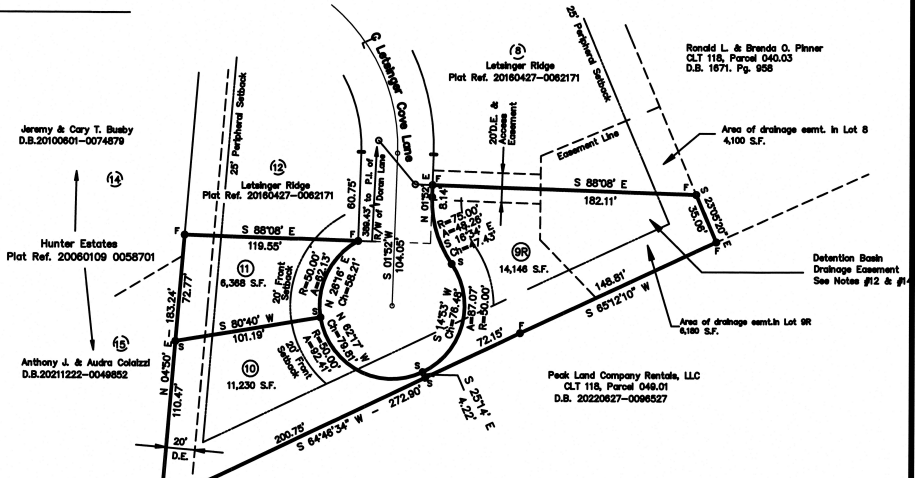 25' Peripheral Setback
Ronald L. & Brenda O. Pinner
CLT 118, Parcel 040.03
D.B. 1671. Pg. 958
℄ Letsinger Cove Lane
(8)
Letsinger Ridge
Plat Ref. 20160427-0062171
20'D.E. &
Access
Easement
Easement Line
Area of drainage esmt. in Lot 8
4,100 S.F.
Jeremy & Cary T. Busby
D.B.20100601-0074879
(14)
25' Peripheral Setback
(12)
Letsinger Ridge
Plat Ref. 20160427-0062171
60.75'
389.43' to P.I. of
R/W of Doran Lane
S 01°52'W
104.05'
N 01°52' E
8.14'
F
S 88°08' E
182.11'
F
S 23°05'20" E
35.06'
Hunter Estates
Plat Ref. 20060109 0058701
F
S 88°08' E
119.55'
F
R=75.00'
A=48.26'
S 16°34' E
Ch=47.43'
(9R)
14,146 S.F.
Detention Basin
Drainage Easement
See Notes #12 & #14
(11)
6,368 S.F.
20' Front
Setback
R=50.00'
A=62.13'
N 26°16' E
Ch=58.21'
S
148.81'
S 65°12'10" W
Area of drainage esmt.in Lot 9R
6,180 S.F.
N 04°50' E - 183.24'
72.77'
S 80°40' W
101.19'
S
S
N 62°17' W
Ch=79.81'
R=50.00'
A=92.41'
S 14°53' W
Ch=76.48'
A=87.07'
R=50.00'
72.15'
F
(15)
Anthony J. & Audra Colaizzi
D.B.20211222-0049852
(10)
11,230 S.F.
20' Front
Setback
S
S
S 25°14' E
4.22'
Peak Land Company Rentals, LLC
CLT 118, Parcel 049.01
D.B. 20220627-0096527
110.47'
20'
D.E.
200.75'
S 64°46'34" W - 272.90'